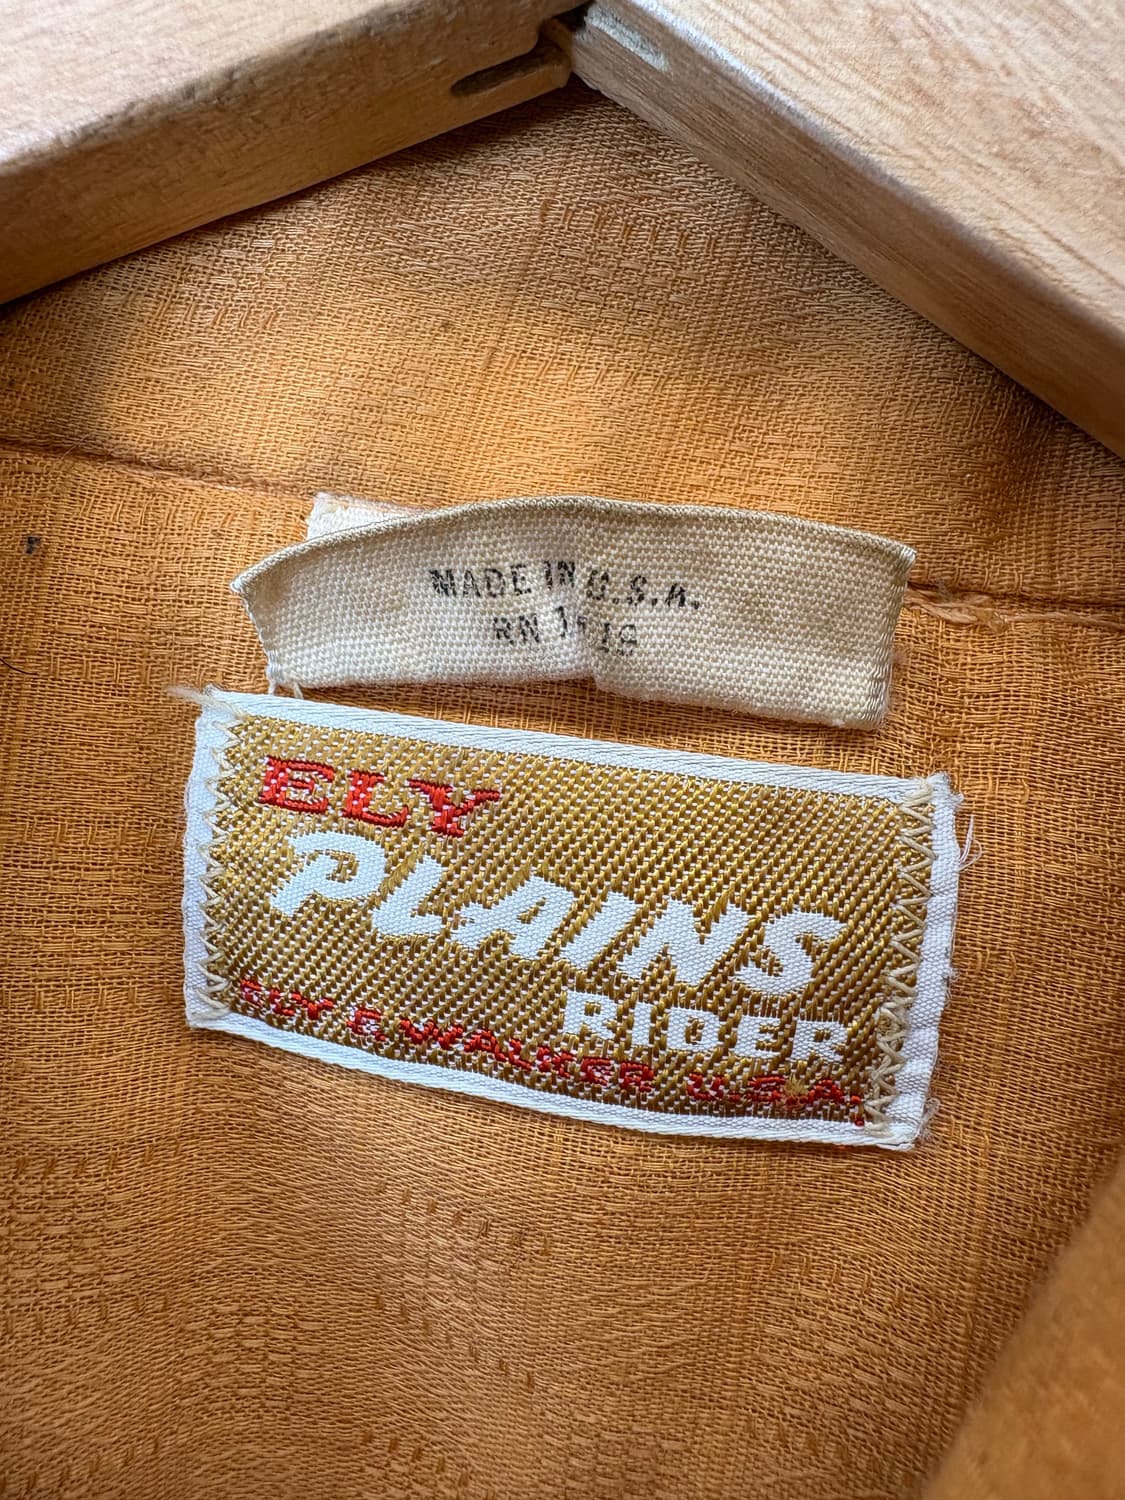 MADE IN U.S.A.
RN
ELY
PLAINS
RIDER
ELY & WALKER U.S.A.